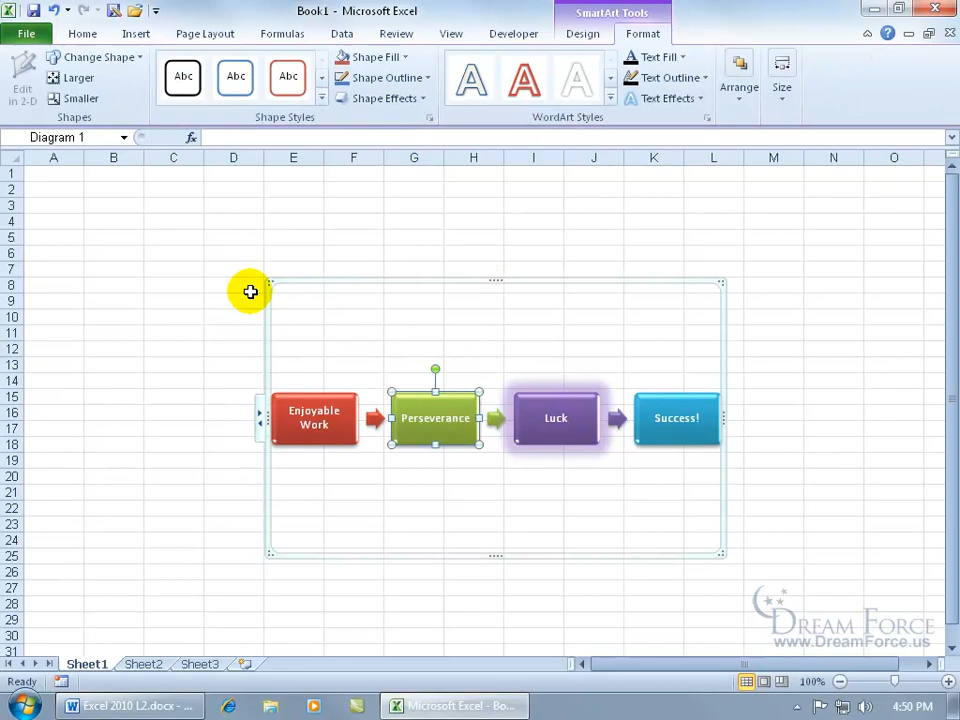 Book1 - Microsoft Excel
SmartArt Tools
File Home Insert Page Layout Formulas Data Review View Developer Design Format
Edit in 2-D
Change Shape
Larger
Smaller
Shapes
Abc Abc Abc
Shape Fill
Shape Outline
Shape Effects
Shape Styles
A A A
Text Fill
Text Outline
Text Effects
WordArt Styles
Arrange
Size
Diagram 1
fx
A B C D E F G H I J K L M N O
1
2
3
4
5
6
7
8
9
10
11
12
13
14
15
16
17
18
19
20
21
22
23
24
25
26
27
28
29
30
31
Enjoyable
Work
Perseverance
Luck
Success!
Dream Force
www.DreamForce.us
Sheet1 Sheet2 Sheet3
Ready
100%
Excel 2010 L2.docx - ...
Microsoft Excel - Bo...
4:50 PM